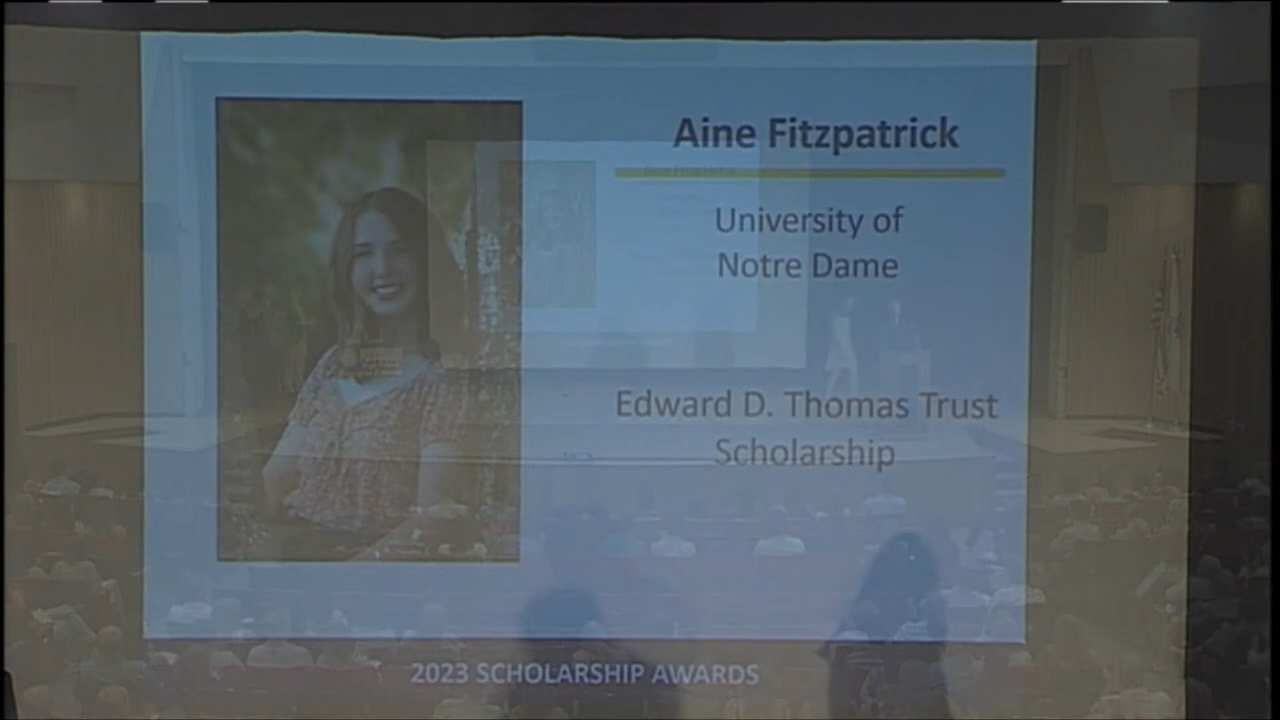 Aine Fitzpatrick
University of
Notre Dame
Edward D. Thomas Trust
Scholarship
2023 SCHOLARSHIP AWARDS